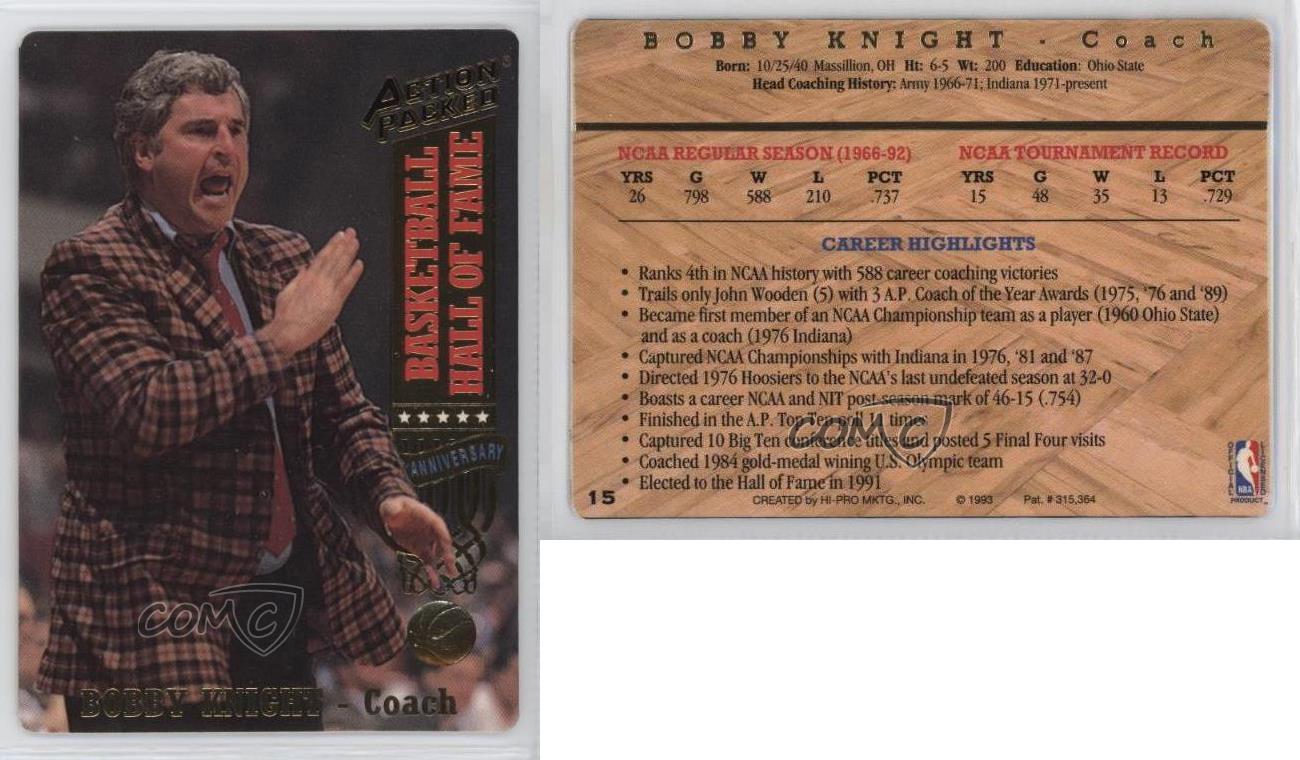 ACTION
PACKED
BASKETBALL
HALL OF FAME
ANNIVERSARY
COMC
BOBBY KNIGHT - Coach
BOBBY KNIGHT - Coach
Born: 10/25/40 Massillion, OH Ht: 6-5 Wt: 200 Education: Ohio State
Head Coaching History: Army 1966-71; Indiana 1971-present
NCAA REGULAR SEASON (1966-92)
YRS G W L PCT
26 798 588 210 .737
NCAA TOURNAMENT RECORD
YRS G W L PCT
15 48 35 13 .729
CAREER HIGHLIGHTS
• Ranks 4th in NCAA history with 588 career coaching victories
• Trails only John Wooden (5) with 3 A.P. Coach of the Year Awards (1975, '76 and '89)
• Became first member of an NCAA Championship team as a player (1960 Ohio State)
and as a coach (1976 Indiana)
• Captured NCAA Championships with Indiana in 1976, '81 and '87
• Directed 1976 Hoosiers to the NCAA's last undefeated season at 32-0
• Boasts a career NCAA and NIT post-season mark of 46-15 (.754)
• Finished in the A.P. Top Ten poll 11 times
• Captured 10 Big Ten conference titles and posted 5 Final Four visits
• Coached 1984 gold-medal wining U.S. Olympic team
• Elected to the Hall of Fame in 1991
COMC
15
CREATED by HI-PRO MKTG., INC. © 1993 Pat. # 315,364
OFFICIAL
LICENSED
NBA
PRODUCT